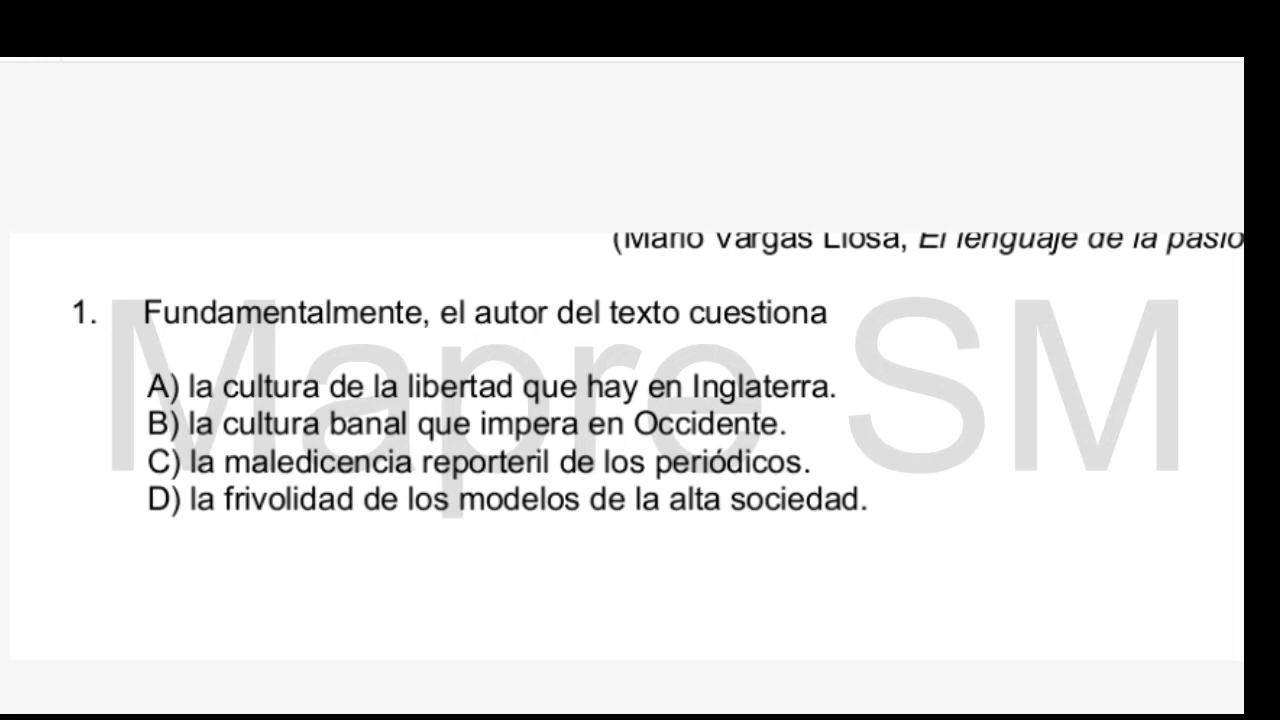 (Mario Vargas Llosa, El lenguaje de la pasió
1. Fundamentalmente, el autor del texto cuestiona
A) la cultura de la libertad que hay en Inglaterra.
B) la cultura banal que impera en Occidente.
C) la maledicencia reporteril de los periódicos.
D) la frivolidad de los modelos de la alta sociedad.
Mapre SM